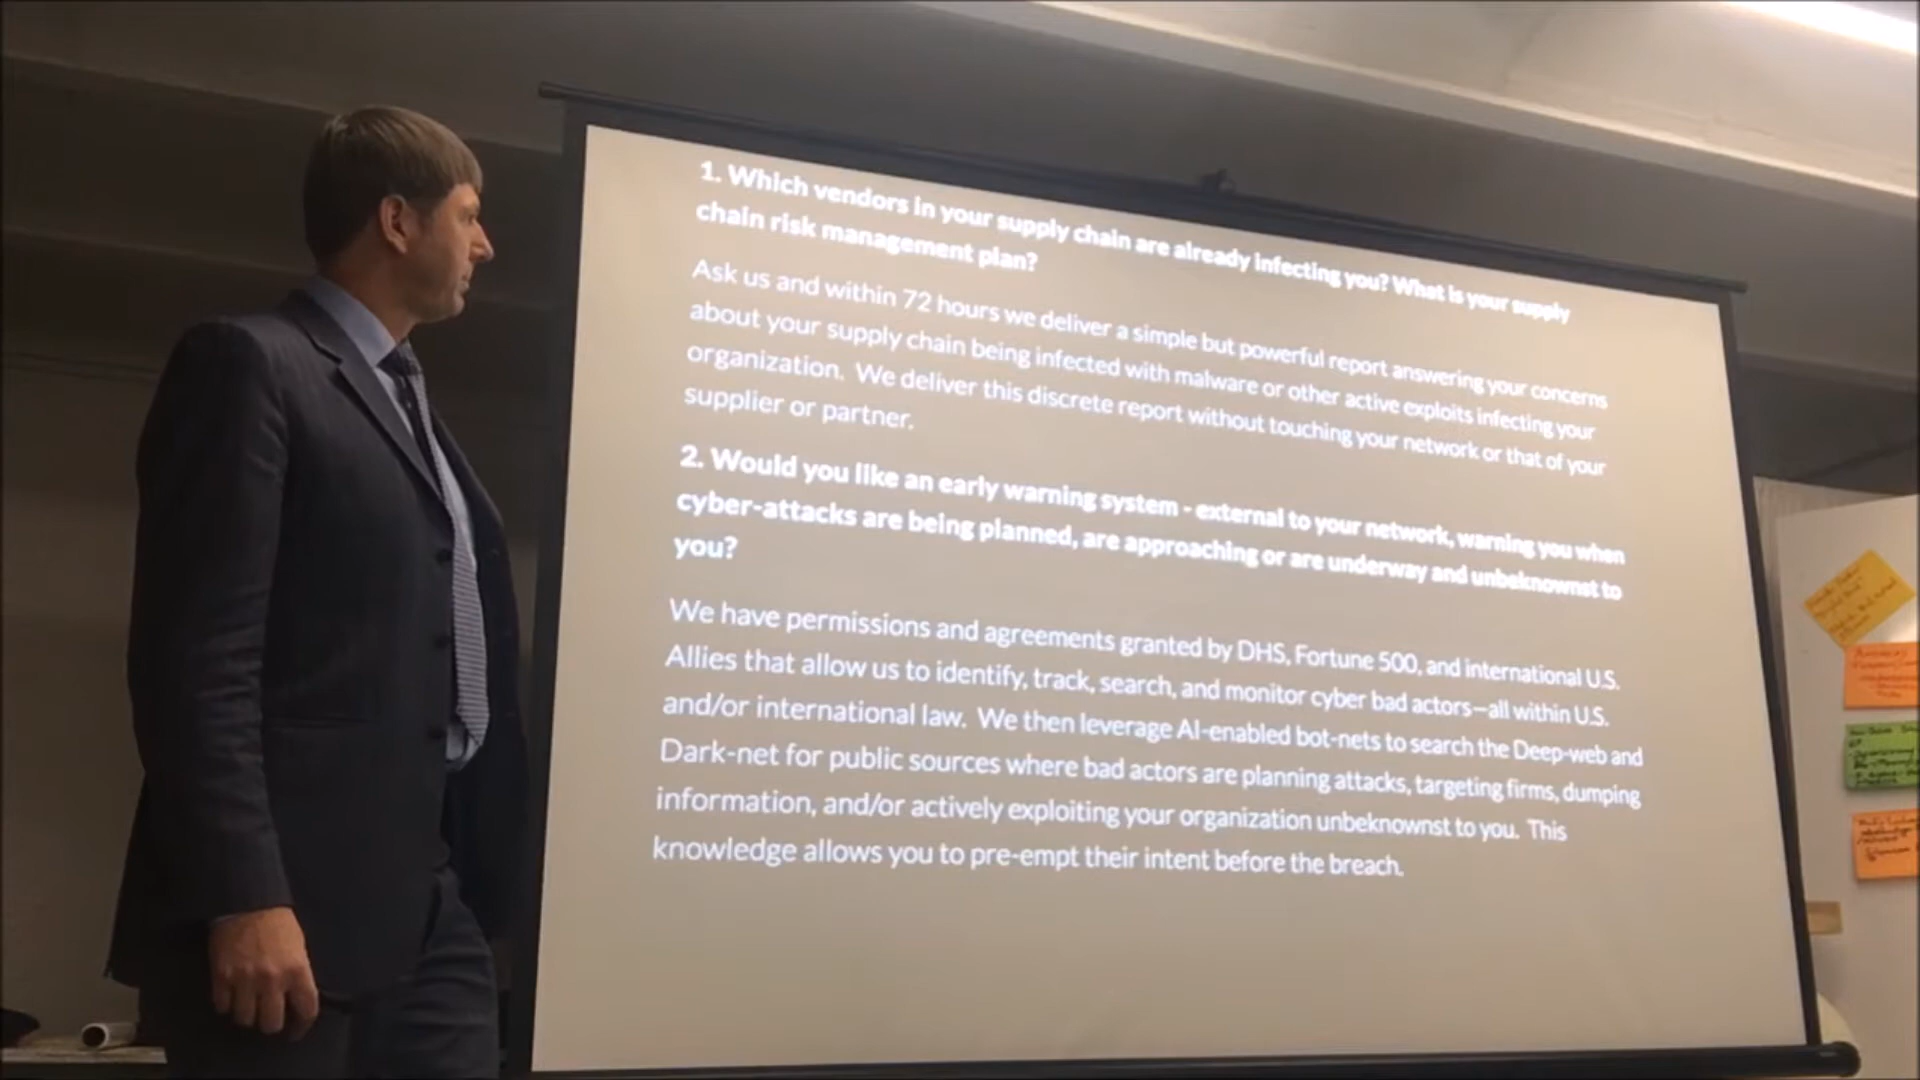 1. Which vendors in your supply chain are already infecting you? What is your supply
chain risk management plan?
Ask us and within 72 hours we deliver a simple but powerful report answering your concerns
about your supply chain being infected with malware or other active exploits infecting your
organization. We deliver this discrete report without touching your network or that of your
supplier or partner.
2. Would you like an early warning system - external to your network, warning you when
cyber-attacks are being planned, are approaching or are underway and unbeknownst to
you?
We have permissions and agreements granted by DHS, Fortune 500, and international U.S.
Allies that allow us to identify, track, search, and monitor cyber bad actors—all within U.S.
and/or international law. We then leverage AI-enabled bot-nets to search the Deep-web and
Dark-net for public sources where bad actors are planning attacks, targeting firms, dumping
information, and/or actively exploiting your organization unbeknownst to you. This
knowledge allows you to pre-empt their intent before the breach.